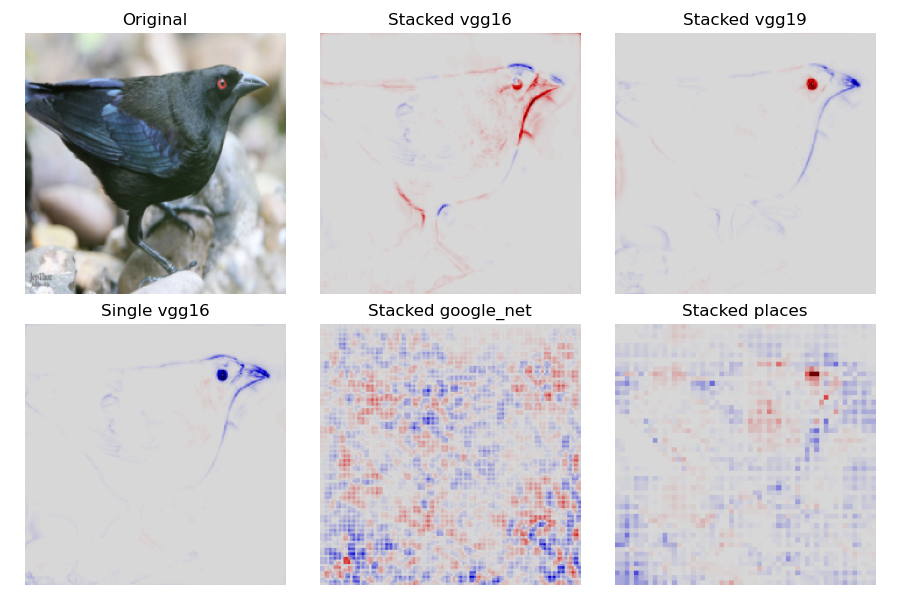 Original
Stacked vgg16
Stacked vgg19
Single vgg16
Stacked google_net
Stacked places